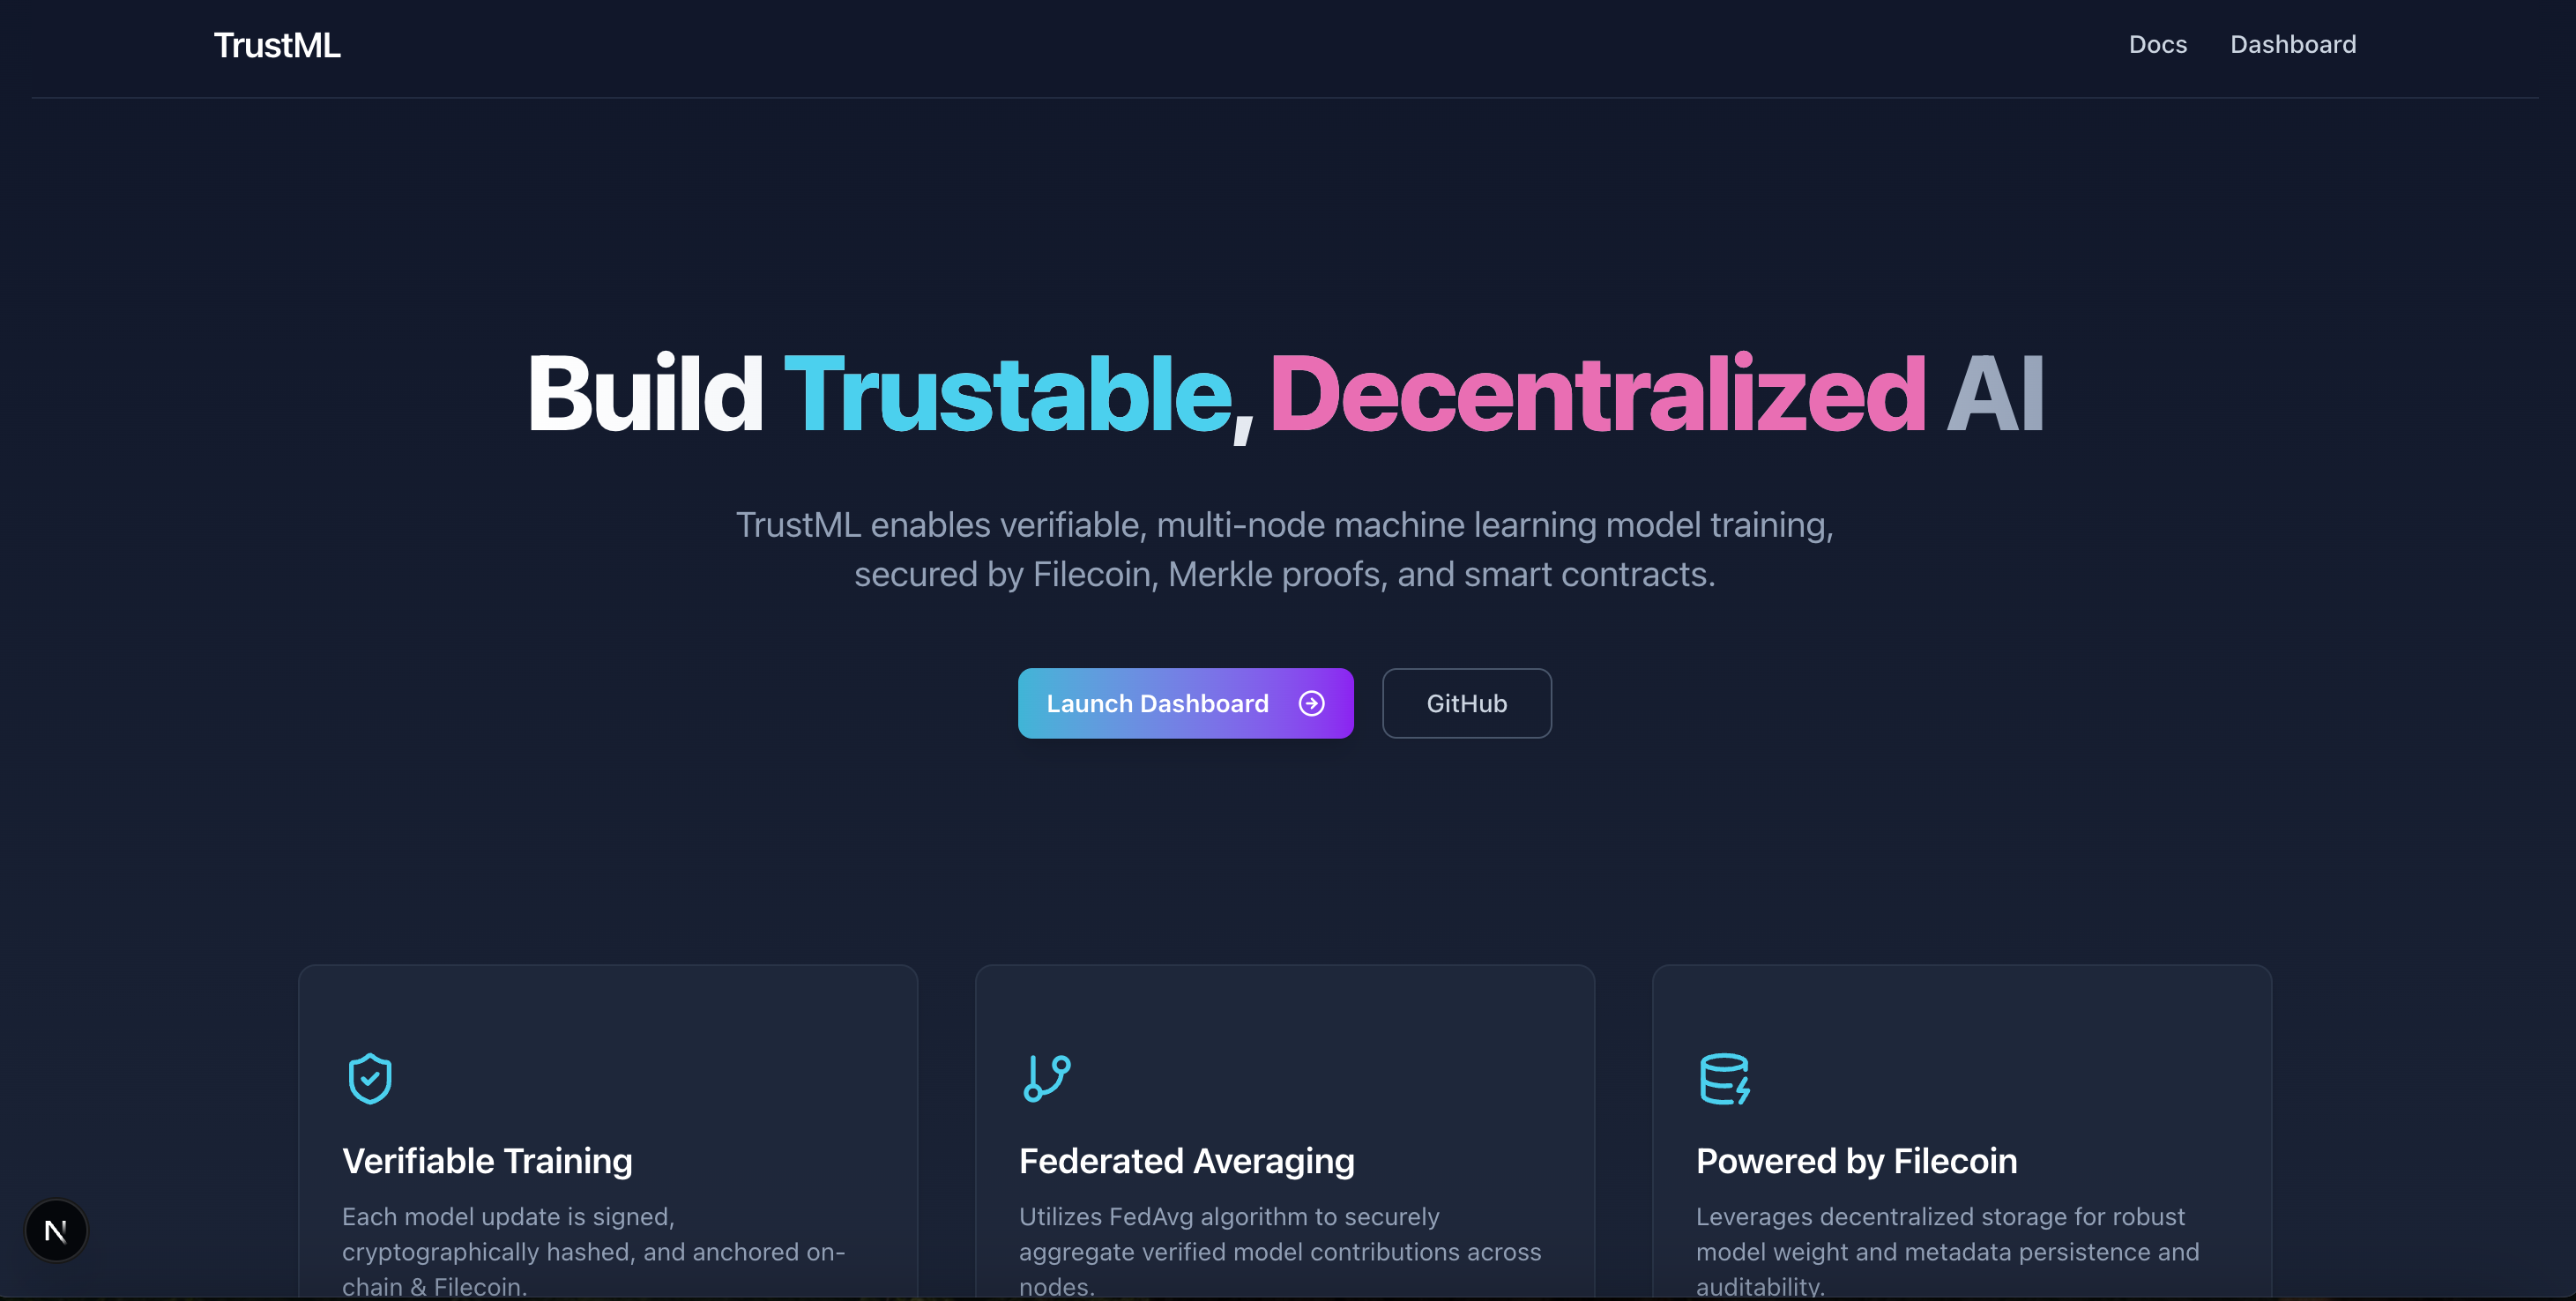 TrustML
Docs
Dashboard
Build Trustable, Decentralized AI
TrustML enables verifiable, multi-node machine learning model training,
secured by Filecoin, Merkle proofs, and smart contracts.
Launch Dashboard
GitHub
Verifiable Training
Each model update is signed,
cryptographically hashed, and anchored on-
chain & Filecoin.
Federated Averaging
Utilizes FedAvg algorithm to securely
aggregate verified model contributions across
nodes.
Powered by Filecoin
Leverages decentralized storage for robust
model weight and metadata persistence and
auditability.
N